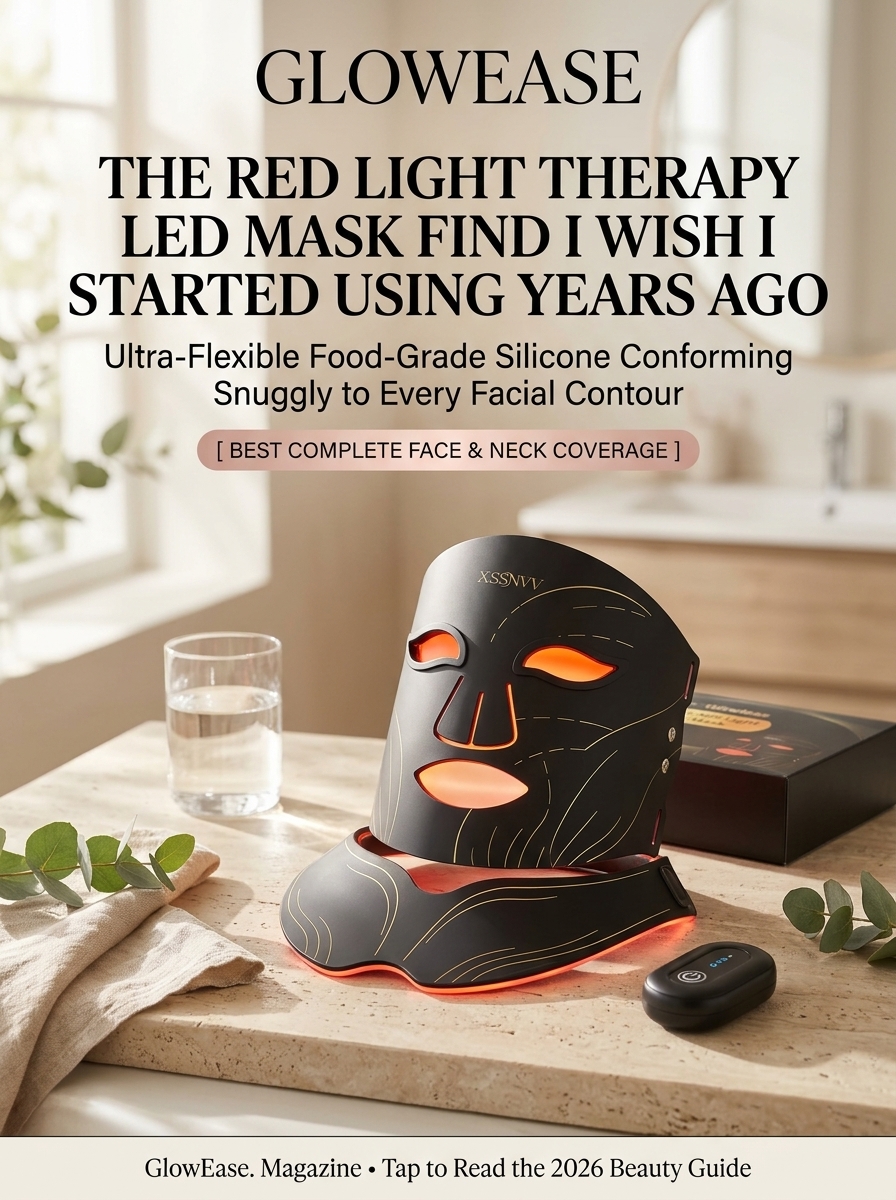 GLOWEASE
THE RED LIGHT THERAPY
LED MASK FIND I WISH I
STARTED USING YEARS AGO
Ultra-Flexible Food-Grade Silicone Conforming
Snuggly to Every Facial Contour
[ BEST COMPLETE FACE & NECK COVERAGE ]
XSSNVV
GlowEase. Magazine • Tap to Read the 2026 Beauty Guide